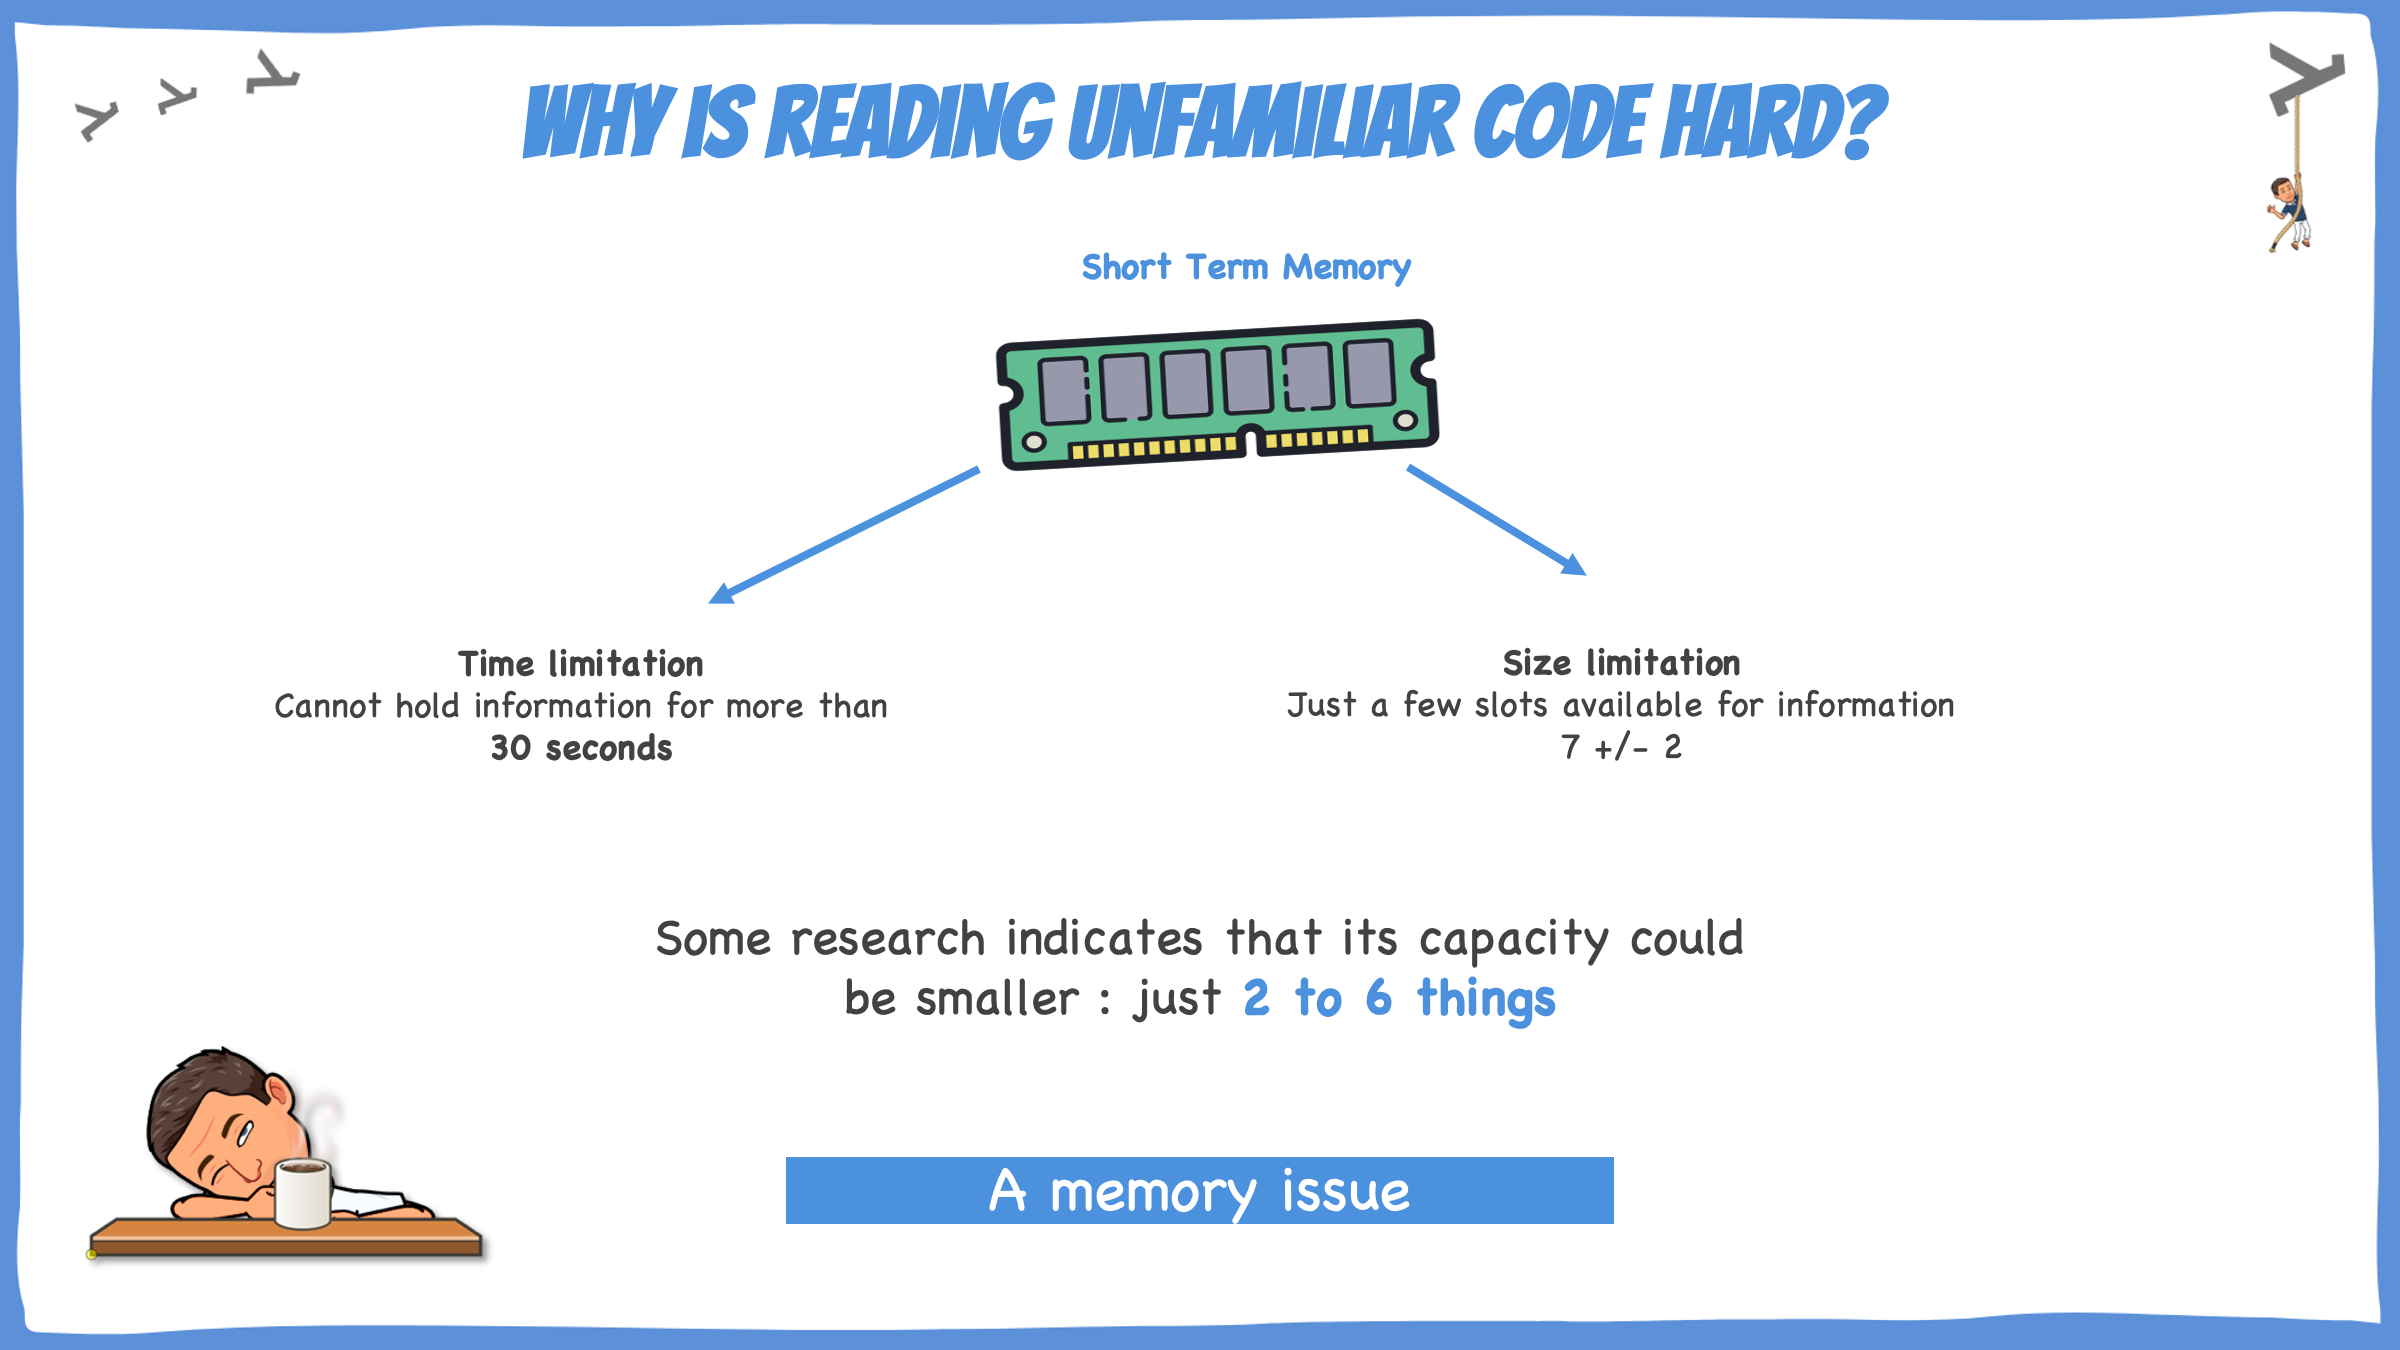 WHY IS READING UNFAMILIAR CODE HARD?
Short Term Memory
Time limitation
Cannot hold information for more than
30 seconds
Size limitation
Just a few slots available for information
7 +/- 2
Some research indicates that its capacity could
be smaller : just 2 to 6 things
A memory issue